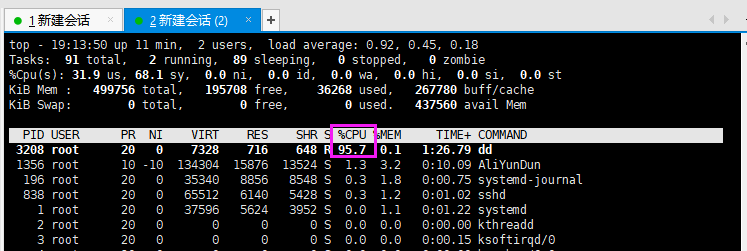 1 新建会话 × 2 新建会话 (2) × +
top - 19:13:50 up 11 min,  2 users,  load average: 0.92, 0.45, 0.18
Tasks:  91 total,   2 running,  89 sleeping,   0 stopped,   0 zombie
%Cpu(s): 31.9 us, 68.1 sy,  0.0 ni,  0.0 id,  0.0 wa,  0.0 hi,  0.0 si,  0.0 st
KiB Mem :   499756 total,   195708 free,    36268 used,   267780 buff/cache
KiB Swap:        0 total,        0 free,        0 used.   437560 avail Mem
PID USER      PR  NI    VIRT    RES    SHR S %CPU %MEM     TIME+ COMMAND
3208 root      20   0    7328    716    648 R 95.7  0.1   1:26.79 dd
1356 root      10 -10  134304  15876  13524 S  1.3  3.2   0:10.09 AliYunDun
196 root      20   0   35340   8856   8548 S  0.3  1.8   0:00.75 systemd-journal
838 root      20   0   65512   6140   5428 S  0.3  1.2   0:01.02 sshd
1 root      20   0   37596   5624   3952 S  0.0  1.1   0:01.22 systemd
2 root      20   0       0      0      0 S  0.0  0.0   0:00.00 kthreadd
3 root      20   0       0      0      0 S  0.0  0.0   0:00.15 ksoftirqd/0